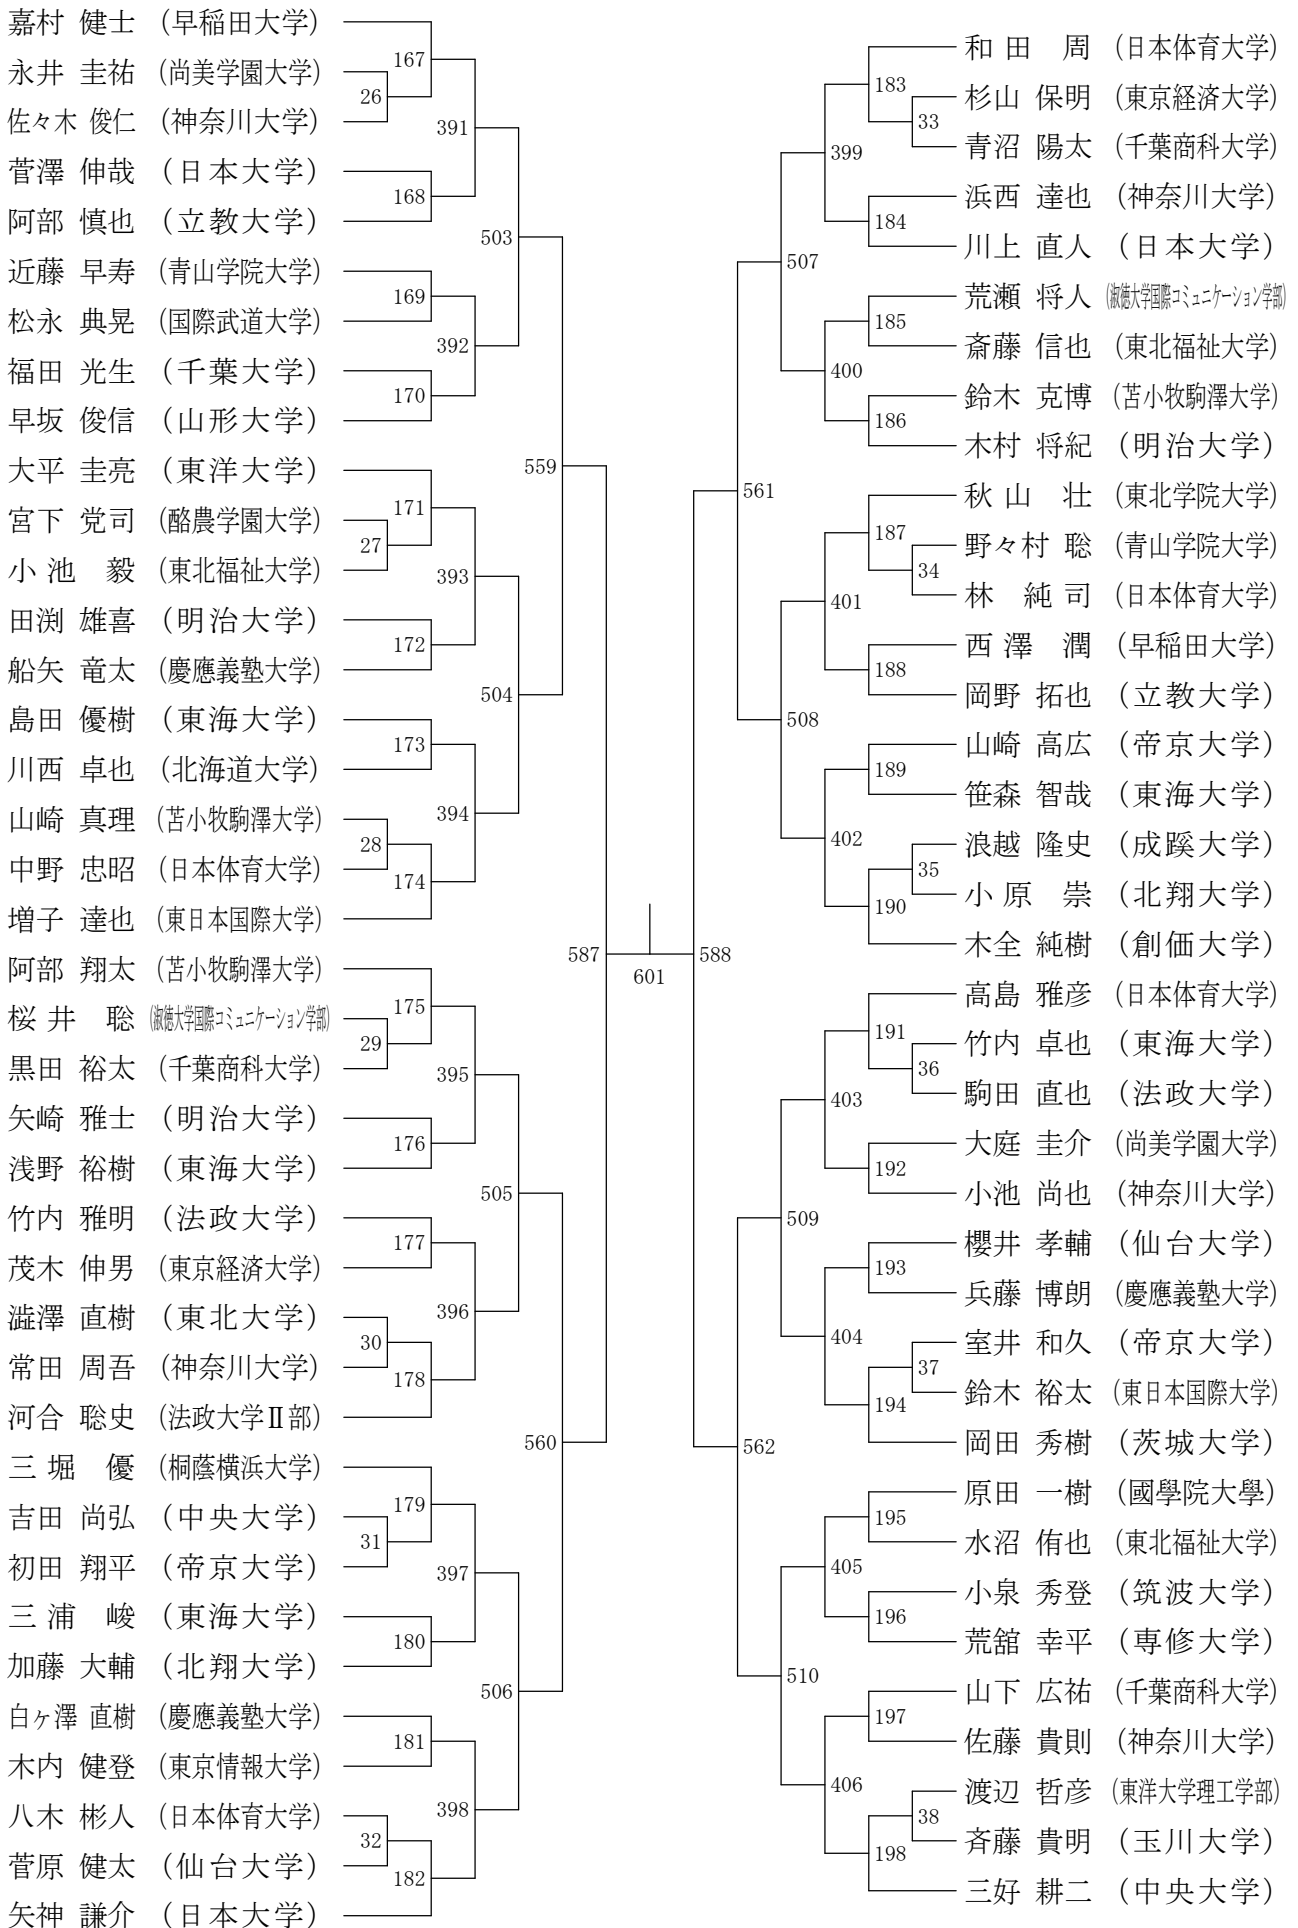 嘉村 健士 (早稲田大学)
永井 圭祐 (尚美学園大学)
佐々木 俊仁 (神奈川大学)
菅澤 伸哉 (日本大学)
阿部 慎也 (立教大学)
近藤 早寿 (青山学院大学)
松永 典晃 (国際武道大学)
福田 光生 (千葉大学)
早坂 俊信 (山形大学)
大平 圭亮 (東洋大学)
宮下 党司 (酪農学園大学)
小池 毅 (東北福祉大学)
田渕 雄喜 (明治大学)
船矢 竜太 (慶應義塾大学)
島田 優樹 (東海大学)
川西 卓也 (北海道大学)
山崎 真理 (苫小牧駒澤大学)
中野 忠昭 (日本体育大学)
増子 達也 (東日本国際大学)
阿部 翔太 (苫小牧駒澤大学)
桜井 聡 (淑徳大学国際コミュニケーション学部)
黒田 裕太 (千葉商科大学)
矢崎 雅士 (明治大学)
浅野 裕樹 (東海大学)
竹内 雅明 (法政大学)
茂木 伸男 (東京経済大学)
澁澤 直樹 (東北大学)
常田 周吾 (神奈川大学)
河合 聡史 (法政大学Ⅱ部)
三堀 優 (桐蔭横浜大学)
吉田 尚弘 (中央大学)
初田 翔平 (帝京大学)
三浦 峻 (東海大学)
加藤 大輔 (北翔大学)
白ヶ澤 直樹 (慶應義塾大学)
木内 健登 (東京情報大学)
八木 彬人 (日本体育大学)
菅原 健太 (仙台大学)
矢神 謙介 (日本大学)
26
27
28
29
30
31
32
167
168
169
170
171
172
173
174
175
176
177
178
179
180
181
182
391
392
393
394
395
396
397
398
503
504
505
506
559
560
587
601
588
561
562
507
508
509
510
399
400
401
402
403
404
405
406
183
184
185
186
187
188
189
190
191
192
193
194
195
196
197
198
33
34
35
36
37
38
和田 周 (日本体育大学)
杉山 保明 (東京経済大学)
青沼 陽太 (千葉商科大学)
浜西 達也 (神奈川大学)
川上 直人 (日本大学)
荒瀬 将人 (淑徳大学国際コミュニケーション学部)
斎藤 信也 (東北福祉大学)
鈴木 克博 (苫小牧駒澤大学)
木村 将紀 (明治大学)
秋山 壮 (東北学院大学)
野々村 聡 (青山学院大学)
林 純司 (日本体育大学)
西澤 潤 (早稲田大学)
岡野 拓也 (立教大学)
山崎 高広 (帝京大学)
笹森 智哉 (東海大学)
浪越 隆史 (成蹊大学)
小原 崇 (北翔大学)
木全 純樹 (創価大学)
高島 雅彦 (日本体育大学)
竹内 卓也 (東海大学)
駒田 直也 (法政大学)
大庭 圭介 (尚美学園大学)
小池 尚也 (神奈川大学)
櫻井 孝輔 (仙台大学)
兵藤 博朗 (慶應義塾大学)
室井 和久 (帝京大学)
鈴木 裕太 (東日本国際大学)
岡田 秀樹 (茨城大学)
原田 一樹 (國學院大學)
水沼 侑也 (東北福祉大学)
小泉 秀登 (筑波大学)
荒舘 幸平 (専修大学)
山下 広祐 (千葉商科大学)
佐藤 貴則 (神奈川大学)
渡辺 哲彦 (東洋大学理工学部)
斉藤 貴明 (玉川大学)
三好 耕二 (中央大学)